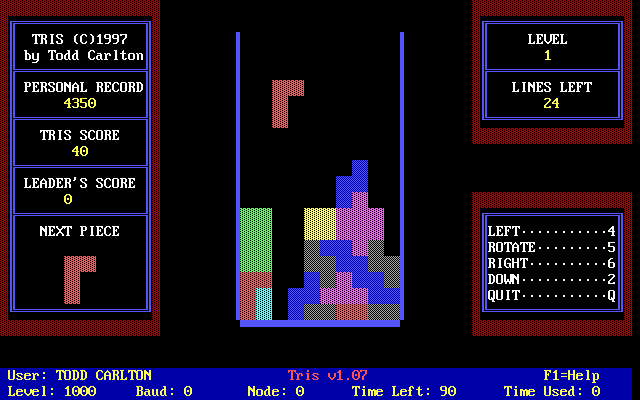 TRIS (C)1997
by Todd Carlton
PERSONAL RECORD
4350
TRIS SCORE
40
LEADER'S SCORE
0
NEXT PIECE
LEVEL
1
LINES LEFT
24
LEFT···········4
ROTATE·········5
RIGHT··········6
DOWN···········2
QUIT···········Q
User: TODD CARLTON Tris v1.07 F1=Help
Level: 1000 Baud: 0 Node: 0 Time Left: 90 Time Used: 0